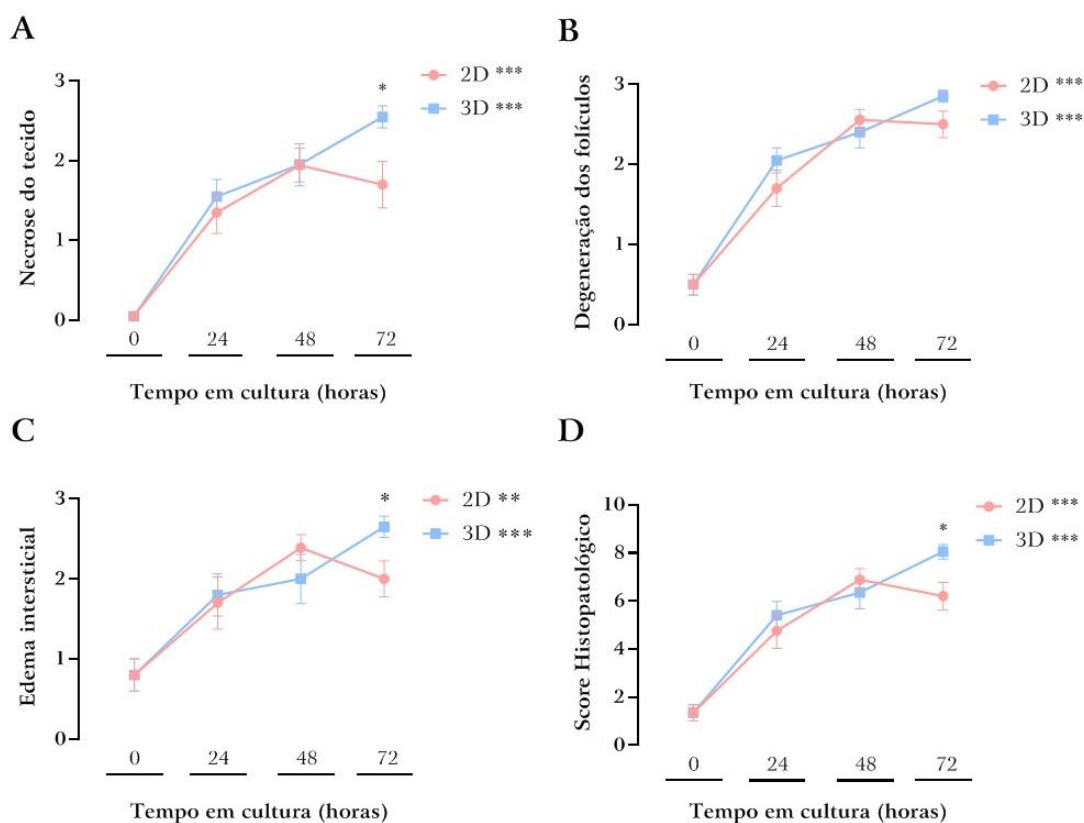 A
Necrose do tecido
3
2
1
0
0 24 48 72
Tempo em cultura (horas)
2D ***
3D ***
*
B
Degeneração dos folículos
3
2
1
0
0 24 48 72
Tempo em cultura (horas)
2D ***
3D ***
C
Edema intersticial
3
2
1
0
0 24 48 72
Tempo em cultura (horas)
2D **
3D ***
*
D
Score Histopatológico
10
8
6
4
2
0
0 24 48 72
Tempo em cultura (horas)
2D ***
3D ***
*